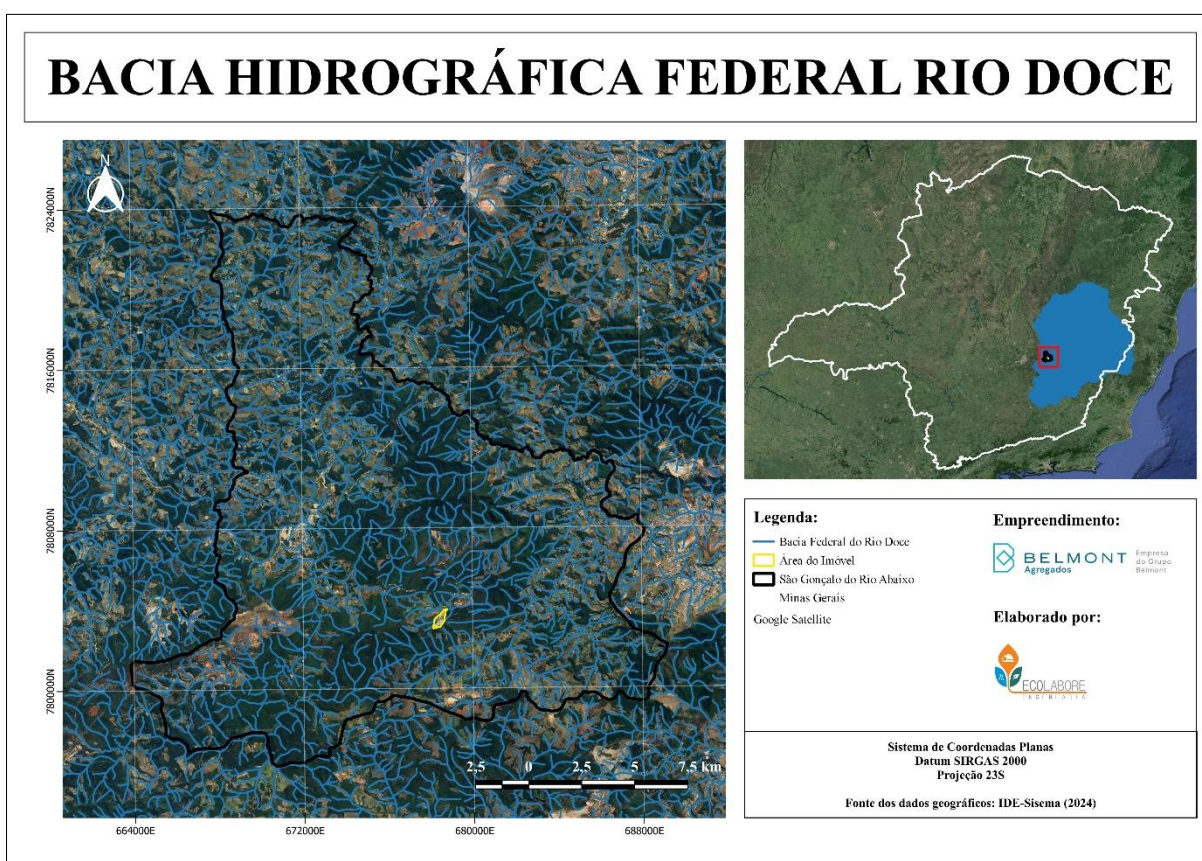 BACIA HIDROGRÁFICA FEDERAL RIO DOCE
N
7824000N
7816000N
7808000N
7800000N
664000E
672000E
680000E
688000E
2,5 0 2,5 5 7,5 km
Legenda:
Bacia Federal do Rio Doce
Área do Imóvel
São Gonçalo do Rio Abaixo
Minas Gerais
Google Satellite
Empreendimento:
BELMONT
Agregados
Empresa
do Grupo
Belmont
Elaborado por:
ECOLABORE
ENGENHARIA
Sistema de Coordenadas Planas
Datum SIRGAS 2000
Projeção 23S
Fonte dos dados geográficos: IDE-Sisema (2024)